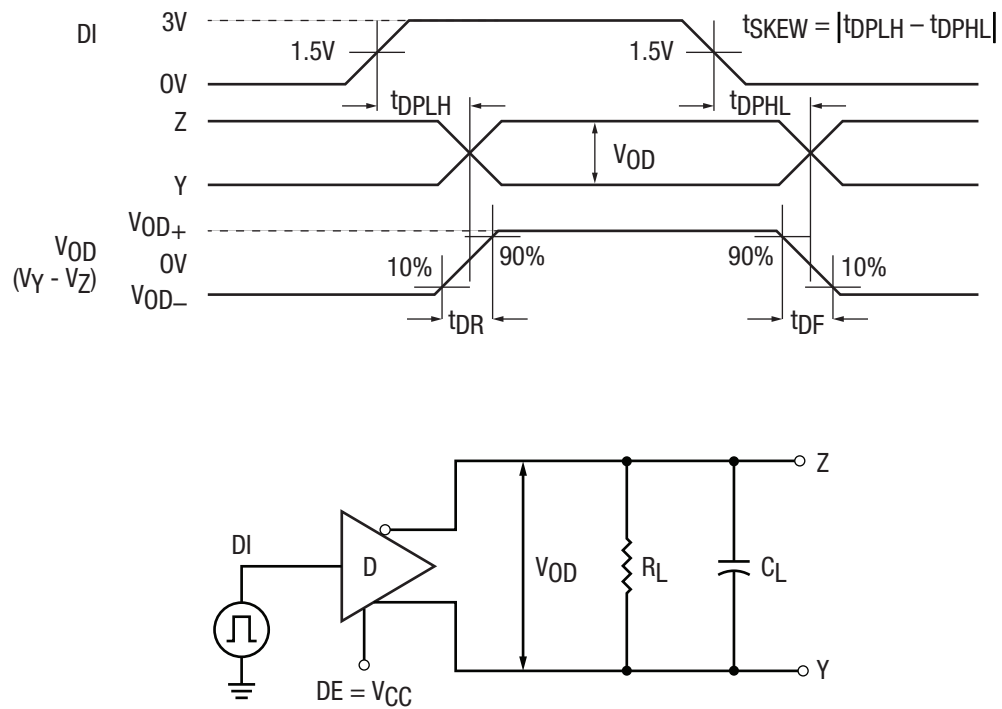 DI
3V
tSKEW = |tDPLH – tDPHL|
1.5V
1.5V
0V
tDPLH
tDPHL
Z
VOD
Y
VOD
(VY - VZ)
VOD+
0V
VOD–
10%
90%
90%
10%
tDR
tDF
Z
DI
D
VOD
RL
CL
DE = VCC
Y